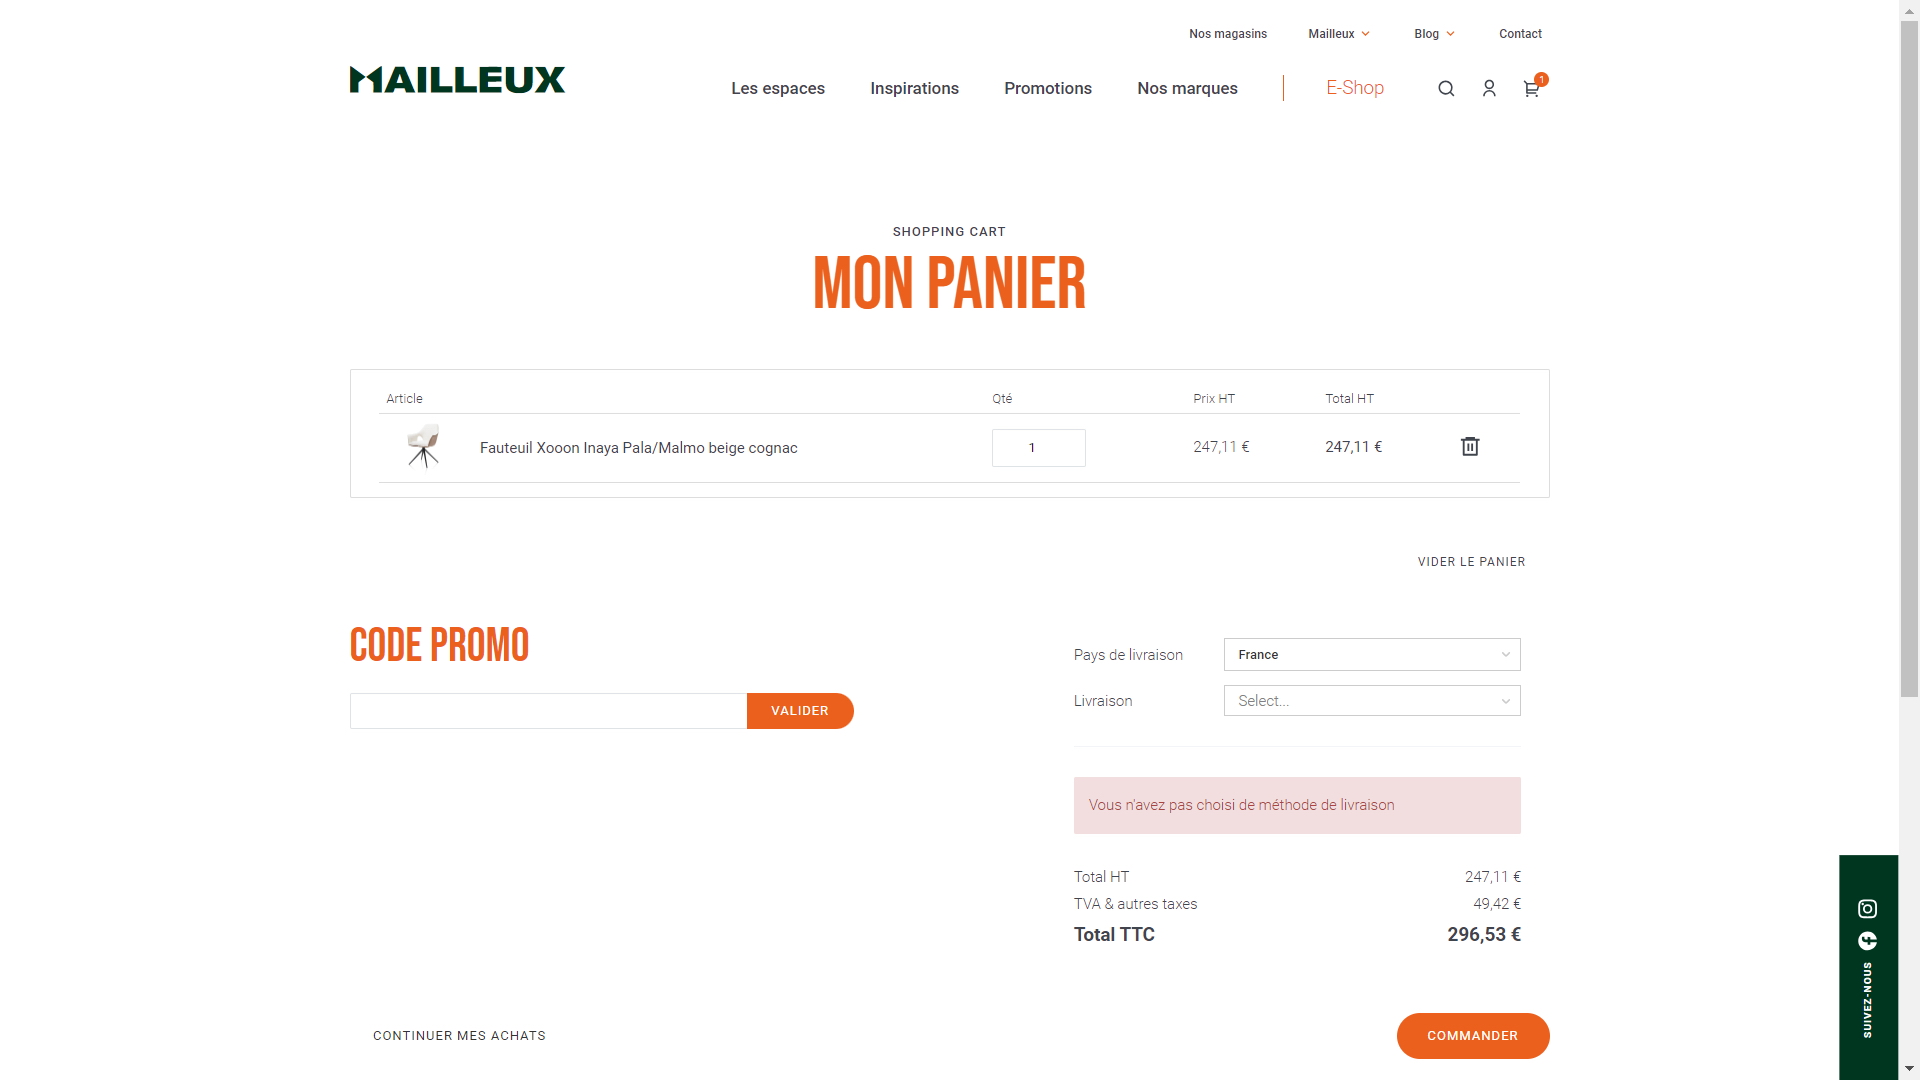 Nos magasins
Mailleux
Blog
Contact
MAILLEUX
Les espaces
Inspirations
Promotions
Nos marques
E-Shop
1
SHOPPING CART
MON PANIER
Article
Qté
Prix HT
Total HT
Fauteuil Xooon Inaya Pala/Malmo beige cognac
1
247,11 €
247,11 €
VIDER LE PANIER
CODE PROMO
VALIDER
Pays de livraison
France
Livraison
Select...
Vous n'avez pas choisi de méthode de livraison
Total HT
247,11 €
TVA & autres taxes
49,42 €
Total TTC
296,53 €
SUIVEZ-NOUS
CONTINUER MES ACHATS
COMMANDER